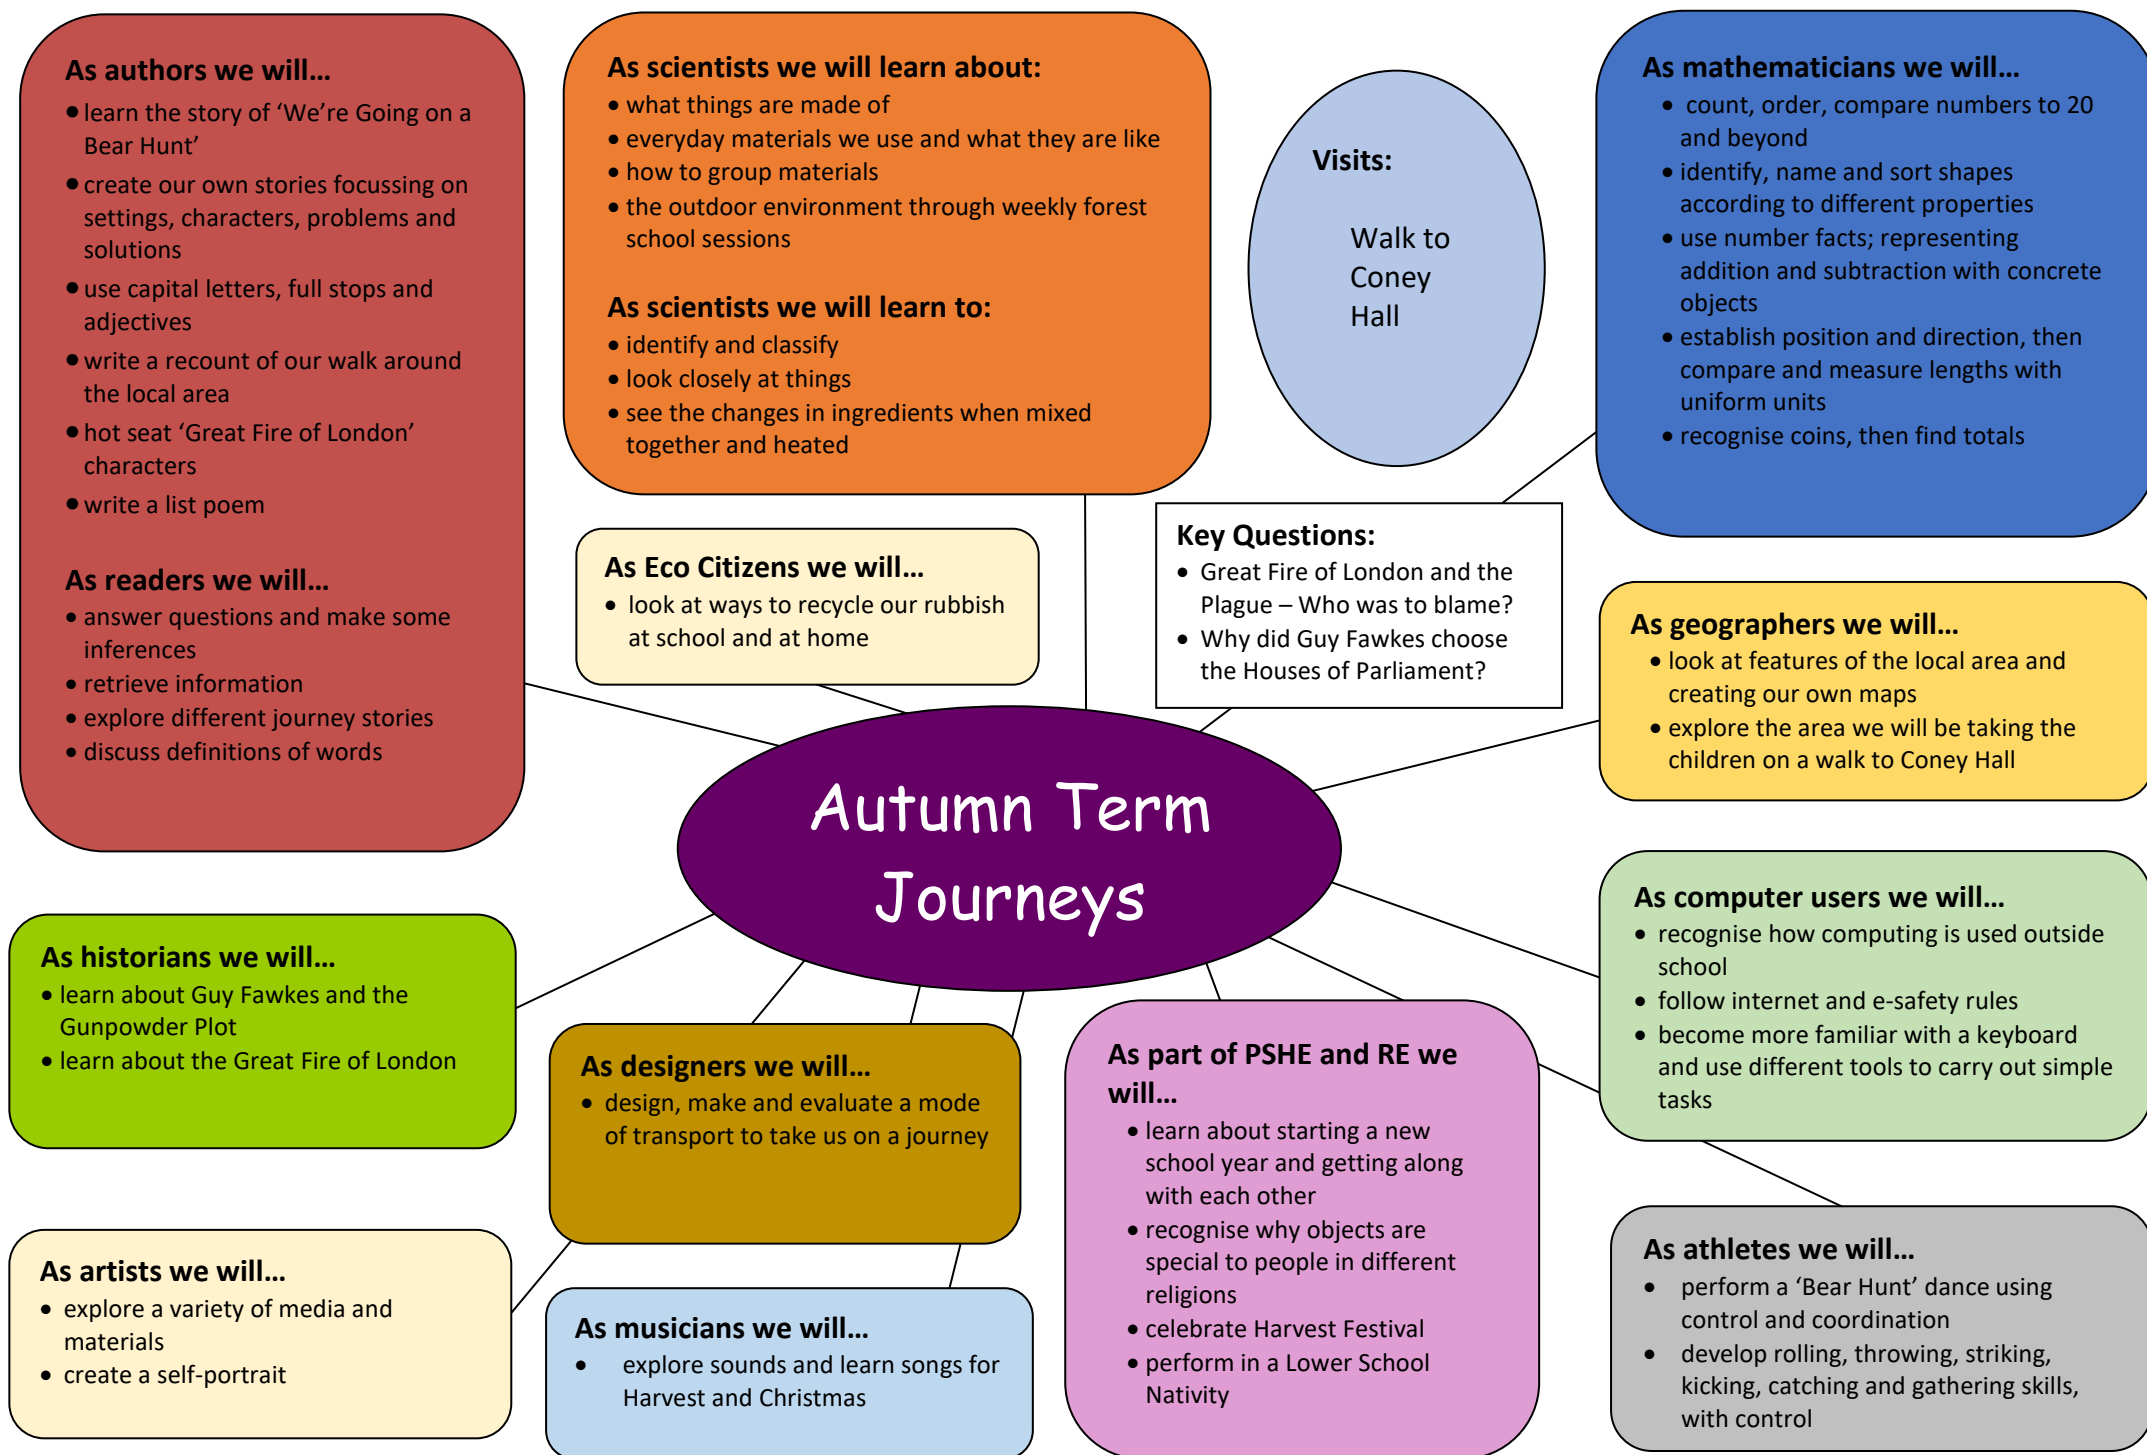 As authors we will…
• learn the story of ‘We’re Going on a
Bear Hunt’
• create our own stories focussing on
settings, characters, problems and
solutions
• use capital letters, full stops and
adjectives
• write a recount of our walk around
the local area
• hot seat ‘Great Fire of London’
characters
• write a list poem
As readers we will…
• answer questions and make some
inferences
• retrieve information
• explore different journey stories
• discuss definitions of words
As scientists we will learn about:
• what things are made of
• everyday materials we use and what they are like
• how to group materials
• the outdoor environment through weekly forest
school sessions
As scientists we will learn to:
• identify and classify
• look closely at things
• see the changes in ingredients when mixed
together and heated
Visits:
Walk to
Coney
Hall
As mathematicians we will…
• count, order, compare numbers to 20
and beyond
• identify, name and sort shapes
according to different properties
• use number facts; representing
addition and subtraction with concrete
objects
• establish position and direction, then
compare and measure lengths with
uniform units
• recognise coins, then find totals
As Eco Citizens we will…
• look at ways to recycle our rubbish
at school and at home
Key Questions:
• Great Fire of London and the
Plague – Who was to blame?
• Why did Guy Fawkes choose
the Houses of Parliament?
As geographers we will…
• look at features of the local area and
creating our own maps
• explore the area we will be taking the
children on a walk to Coney Hall
Autumn Term
Journeys
As computer users we will…
• recognise how computing is used outside
school
• follow internet and e-safety rules
• become more familiar with a keyboard
and use different tools to carry out simple
tasks
As historians we will…
• learn about Guy Fawkes and the
Gunpowder Plot
• learn about the Great Fire of London
As designers we will…
• design, make and evaluate a mode
of transport to take us on a journey
As part of PSHE and RE we
will…
• learn about starting a new
school year and getting along
with each other
• recognise why objects are
special to people in different
religions
• celebrate Harvest Festival
• perform in a Lower School
Nativity
As artists we will…
• explore a variety of media and
materials
• create a self-portrait
As musicians we will…
• explore sounds and learn songs for
Harvest and Christmas
As athletes we will…
• perform a ‘Bear Hunt’ dance using
control and coordination
• develop rolling, throwing, striking,
kicking, catching and gathering skills,
with control